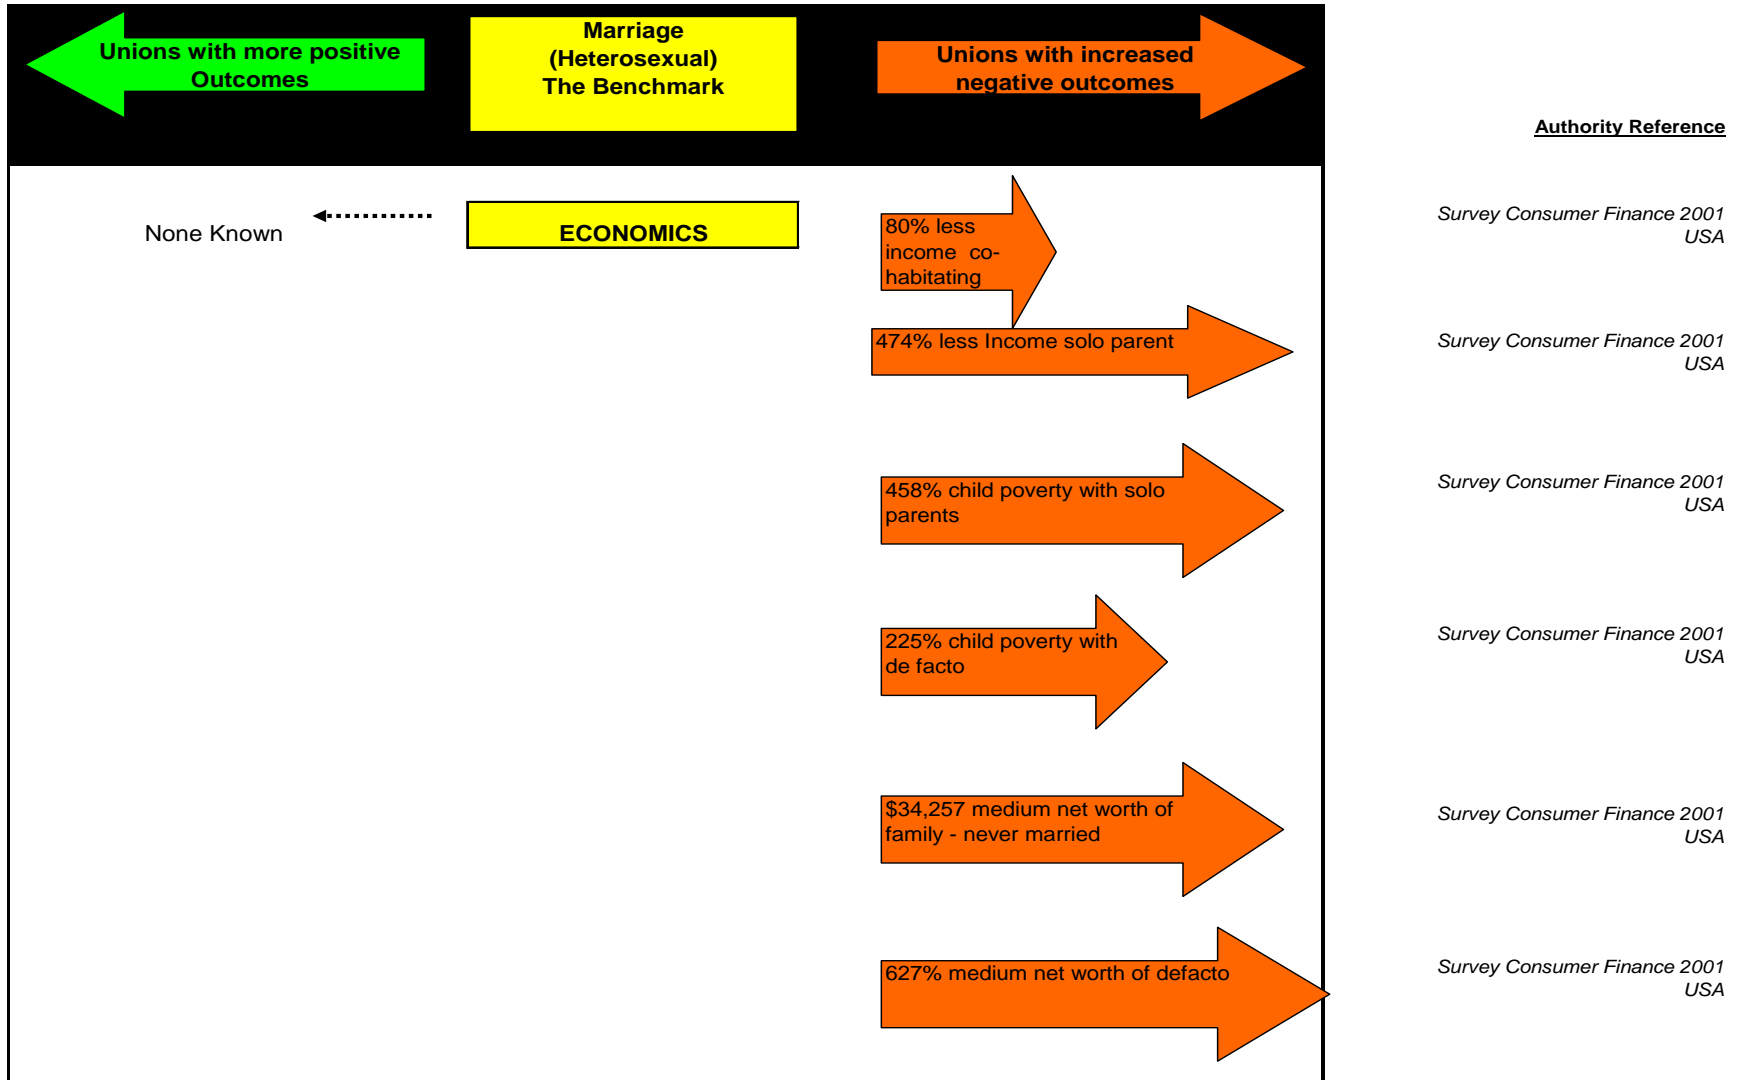 Unions with more positive
Outcomes
Marriage
(Heterosexual)
The Benchmark
Unions with increased
negative outcomes
Authority Reference
None Known
ECONOMICS
80% less
income co-
habitating
Survey Consumer Finance 2001
USA
474% less Income solo parent
Survey Consumer Finance 2001
USA
458% child poverty with solo
parents
Survey Consumer Finance 2001
USA
225% child poverty with
de facto
Survey Consumer Finance 2001
USA
$34,257 medium net worth of
family - never married
Survey Consumer Finance 2001
USA
627% medium net worth of defacto
Survey Consumer Finance 2001
USA